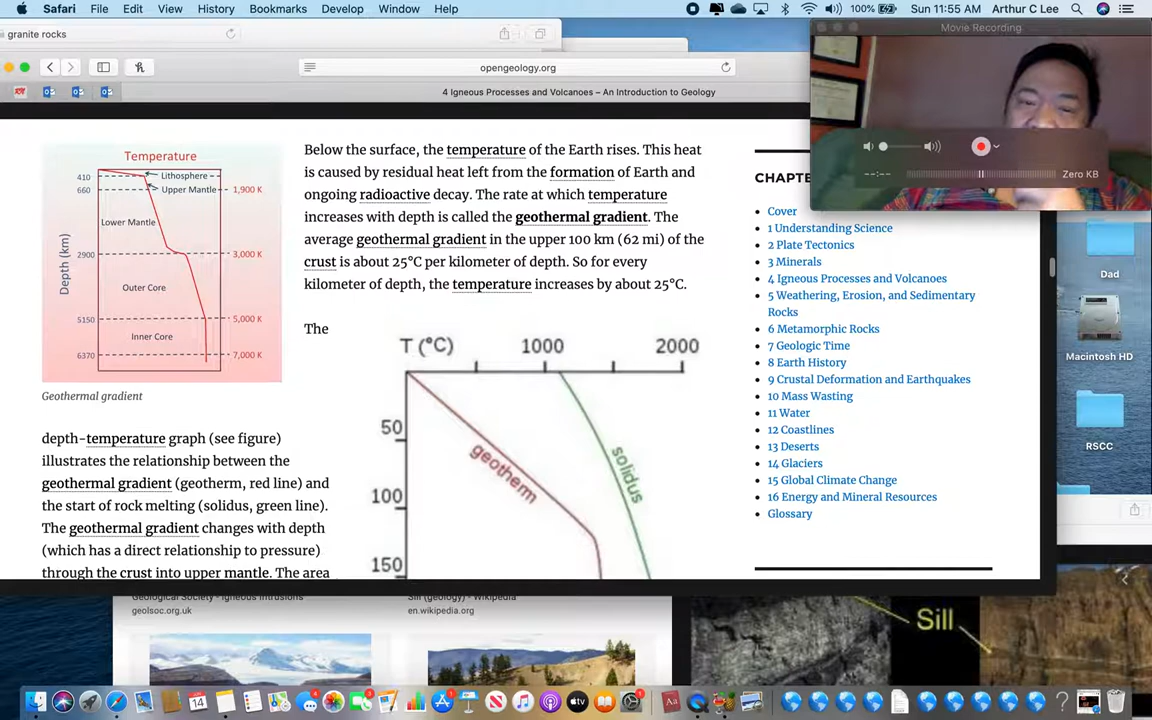 Safari File Edit View History Bookmarks Develop Window Help
100% Sun 11:55 AM Arthur C Lee
granite rocks
Movie Recording
opengeology.org
4 Igneous Processes and Volcanoes – An Introduction to Geology
--:-- Zero KB
Temperature
410
660
2900
5150
6370
Depth (km)
Lithosphere
Upper Mantle
Lower Mantle
Outer Core
Inner Core
1,900 K
3,000 K
5,000 K
7,000 K
Geothermal gradient
Below the surface, the temperature of the Earth rises. This heat
is caused by residual heat left from the formation of Earth and
ongoing radioactive decay. The rate at which temperature
increases with depth is called the geothermal gradient. The
average geothermal gradient in the upper 100 km (62 mi) of the
crust is about 25°C per kilometer of depth. So for every
kilometer of depth, the temperature increases by about 25°C.
The
depth-temperature graph (see figure)
illustrates the relationship between the
geothermal gradient (geotherm, red line) and
the start of rock melting (solidus, green line).
The geothermal gradient changes with depth
(which has a direct relationship to pressure)
through the crust into upper mantle. The area
T (°C) 1000 2000
50
100
150
geotherm
solidus
CHAPTE
Cover
1 Understanding Science
2 Plate Tectonics
3 Minerals
4 Igneous Processes and Volcanoes
5 Weathering, Erosion, and Sedimentary
Rocks
6 Metamorphic Rocks
7 Geologic Time
8 Earth History
9 Crustal Deformation and Earthquakes
10 Mass Wasting
11 Water
12 Coastlines
13 Deserts
14 Glaciers
15 Global Climate Change
16 Energy and Mineral Resources
Glossary
Dad
Macintosh HD
RSCC
Geological Society - Igneous intrusions
geolsoc.org.uk
Sill (geology) - Wikipedia
en.wikipedia.org
Sill